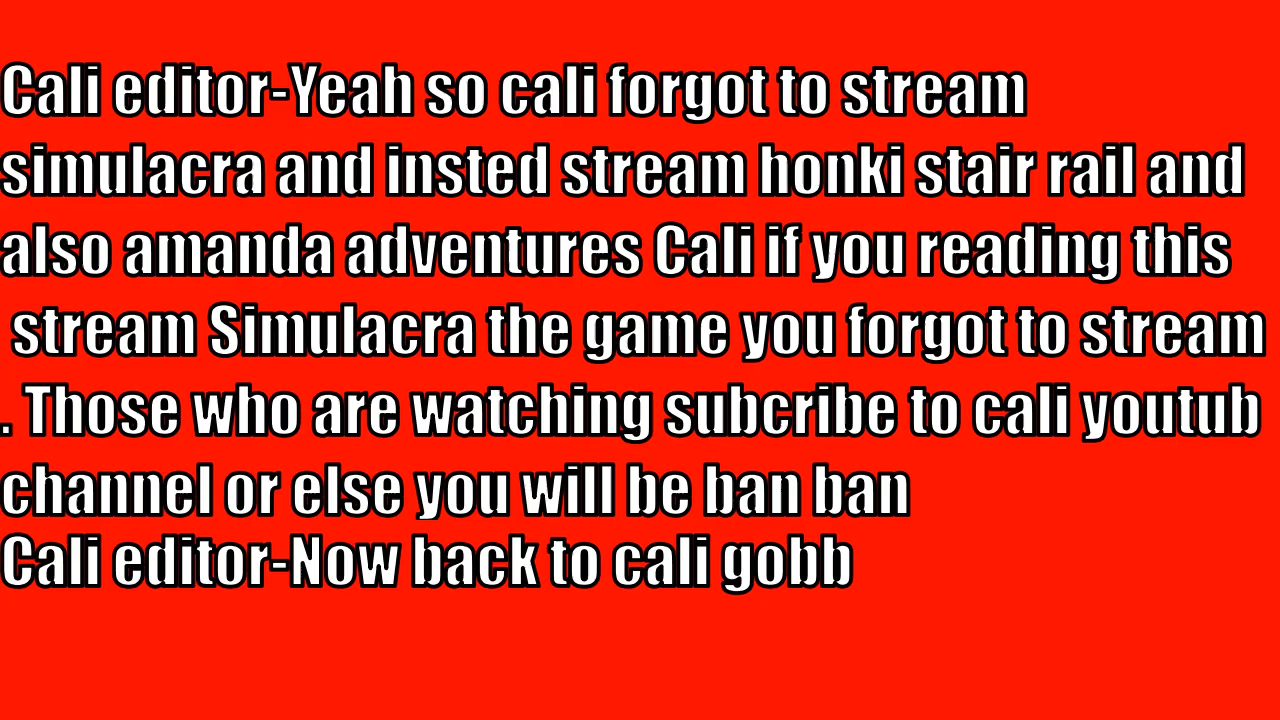 Cali editor-Yeah so cali forgot to stream
simulacra and insted stream honki stair rail and
also amanda adventures Cali if you reading this
stream Simulacra the game you forgot to stream
. Those who are watching subcribe to cali youtub
channel or else you will be ban ban
Cali editor-Now back to cali gobb